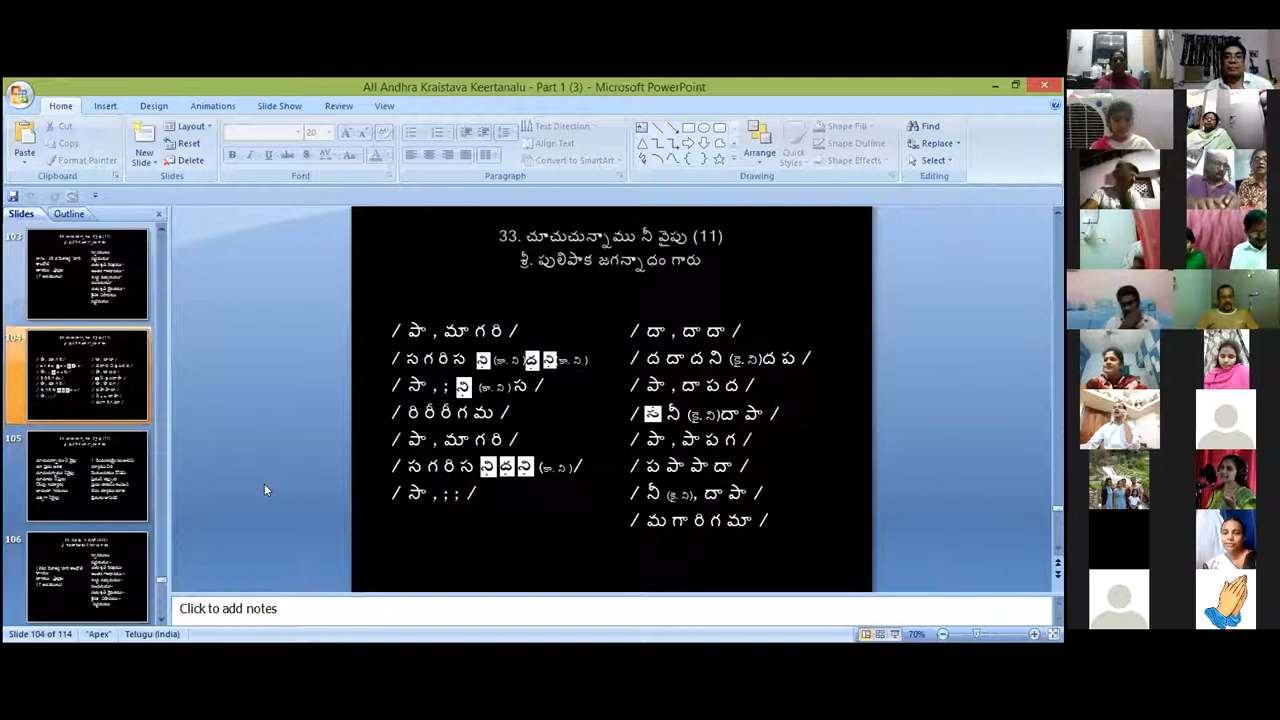 All Andhra Kraistava Keertanalu - Part 1 (3) - Microsoft PowerPoint
Home Insert Design Animations Slide Show Review View
Paste
Cut
Copy
Format Painter
Clipboard
New Slide
Layout
Reset
Delete
Slides
20
Font
Paragraph
Text Direction
Align Text
Convert to SmartArt
Arrange
Quick Styles
Shape Fill
Shape Outline
Shape Effects
Drawing
Find
Replace
Select
Editing
Slides Outline
103
104
105
106
33. చూచుచున్నాము నీ వైపు (11)
శ్రీ. పులిపాక జగన్నాధం గారు
/ పా , మా గ రి /
/ స గ రి స ని (కా. ని) ధ ని (కా. ని) /
/ సా , ; ని (కా. ని) స /
/ రి రీ రీ గ మ /
/ పా , మా గ రి /
/ స గ రి స ని ధ ని (కా. ని) /
/ సా , ; ; /
/ దా , దా దా /
/ ద దా ద ని (కై. ని) ద ప /
/ పా , దా ప ద /
/ స నీ (కై. ని) దా పా /
/ పా , పా ప గ /
/ ప పా పా దా /
/ నీ (కై. ని), దా పా /
/ మ గా రి గ మా /
Click to add notes
Slide 104 of 114 "Apex" Telugu (India) 70%